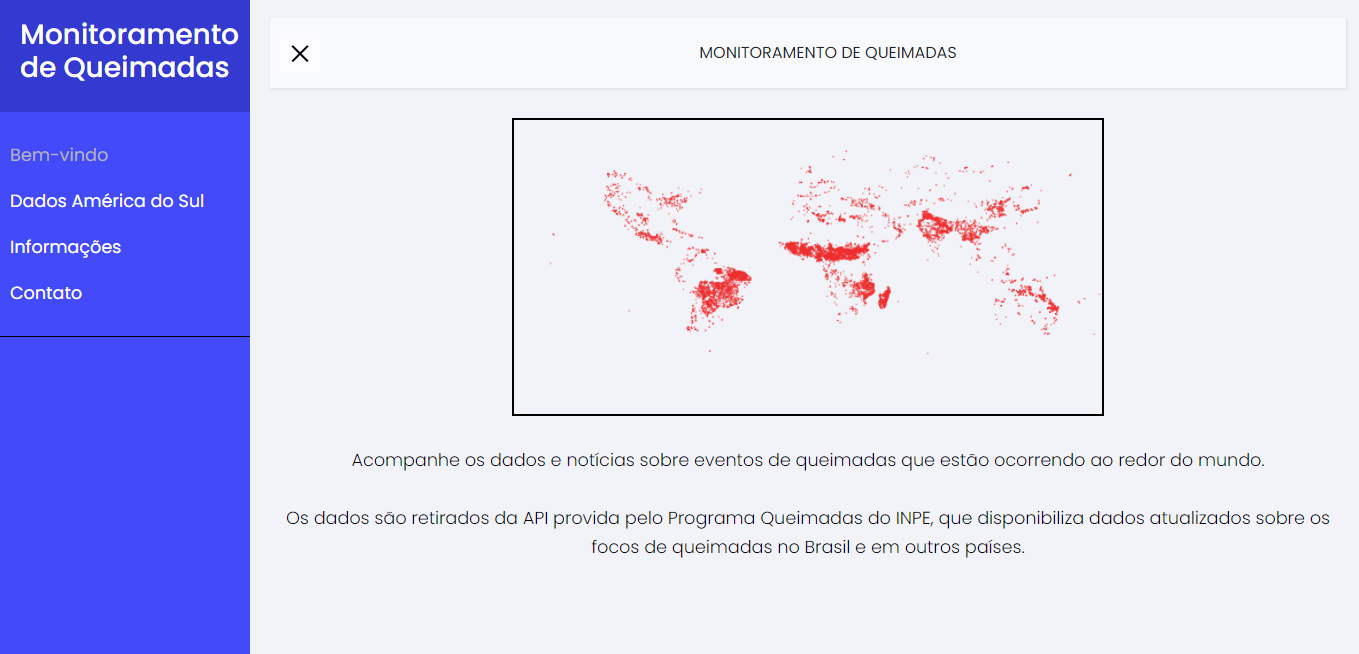 Monitoramento
de Queimadas
Bem-vindo
Dados América do Sul
Informações
Contato
MONITORAMENTO DE QUEIMADAS
Acompanhe os dados e notícias sobre eventos de queimadas que estão ocorrendo ao redor do mundo.
Os dados são retirados da API provida pelo Programa Queimadas do INPE, que disponibiliza dados atualizados sobre os
focos de queimadas no Brasil e em outros países.